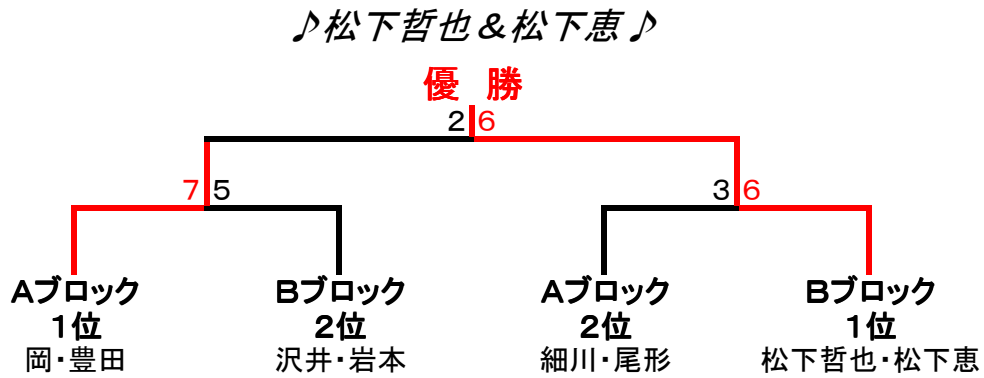 ♪松下哲也&松下恵♪
優 勝
2 6
7 5
3 6
Aブロック
1位
岡・豊田
Bブロック
2位
沢井・岩本
Aブロック
2位
細川・尾形
Bブロック
1位
松下哲也・松下恵